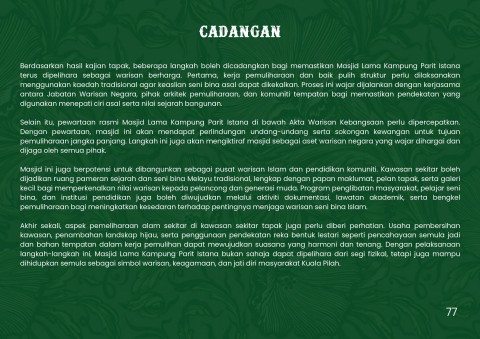 CADANGAN
Berdasarkan hasil kajian tapak, beberapa langkah boleh dicadangkan bagi memastikan Masjid Lama Kampung Parit Istana
terus dipelihara sebagai warisan berharga. Pertama, kerja pemuliharaan dan baik pulih struktur perlu dilaksanakan
menggunakan kaedah tradisional agar keaslian seni bina asal dapat dikekalkan. Proses ini wajar dijalankan dengan kerjasama
antara Jabatan Warisan Negara, pihak arkitek pemuliharaan, dan komuniti tempatan bagi memastikan pendekatan yang
digunakan menepati ciri asal serta nilai sejarah bangunan.
Selain itu, pewartaan rasmi Masjid Lama Kampung Parit Istana di bawah Akta Warisan Kebangsaan perlu dipercepatkan.
Dengan pewartaan, masjid ini akan mendapat perlindungan undang-undang serta sokongan kewangan untuk tujuan
pemuliharaan jangka panjang. Langkah ini juga akan mengiktiraf masjid sebagai aset warisan negara yang wajar dihargai dan
dijaga oleh semua pihak.
Masjid ini juga berpotensi untuk dibangunkan sebagai pusat warisan Islam dan pendidikan komuniti. Kawasan sekitar boleh
dijadikan ruang pameran sejarah dan seni bina Melayu tradisional, lengkap dengan papan maklumat, pelan tapak, serta galeri
kecil bagi memperkenalkan nilai warisan kepada pelancong dan generasi muda. Program penglibatan masyarakat, pelajar seni
bina, dan institusi pendidikan juga boleh diwujudkan melalui aktiviti dokumentasi, lawatan akademik, serta bengkel
pemuliharaan bagi meningkatkan kesedaran terhadap pentingnya menjaga warisan seni bina Islam.
Akhir sekali, aspek pemeliharaan alam sekitar di kawasan sekitar tapak juga perlu diberi perhatian. Usaha pembersihan
kawasan, penambahan landskap hijau, serta penggunaan pendekatan reka bentuk lestari seperti pencahayaan semula jadi
dan bahan tempatan dalam kerja pemulihan dapat mewujudkan suasana yang harmoni dan tenang. Dengan pelaksanaan
langkah-langkah ini, Masjid Lama Kampung Parit Istana bukan sahaja dapat dipelihara dari segi fizikal, tetapi juga mampu
dihidupkan semula sebagai simbol warisan, keagamaan, dan jati diri masyarakat Kuala Pilah.
77